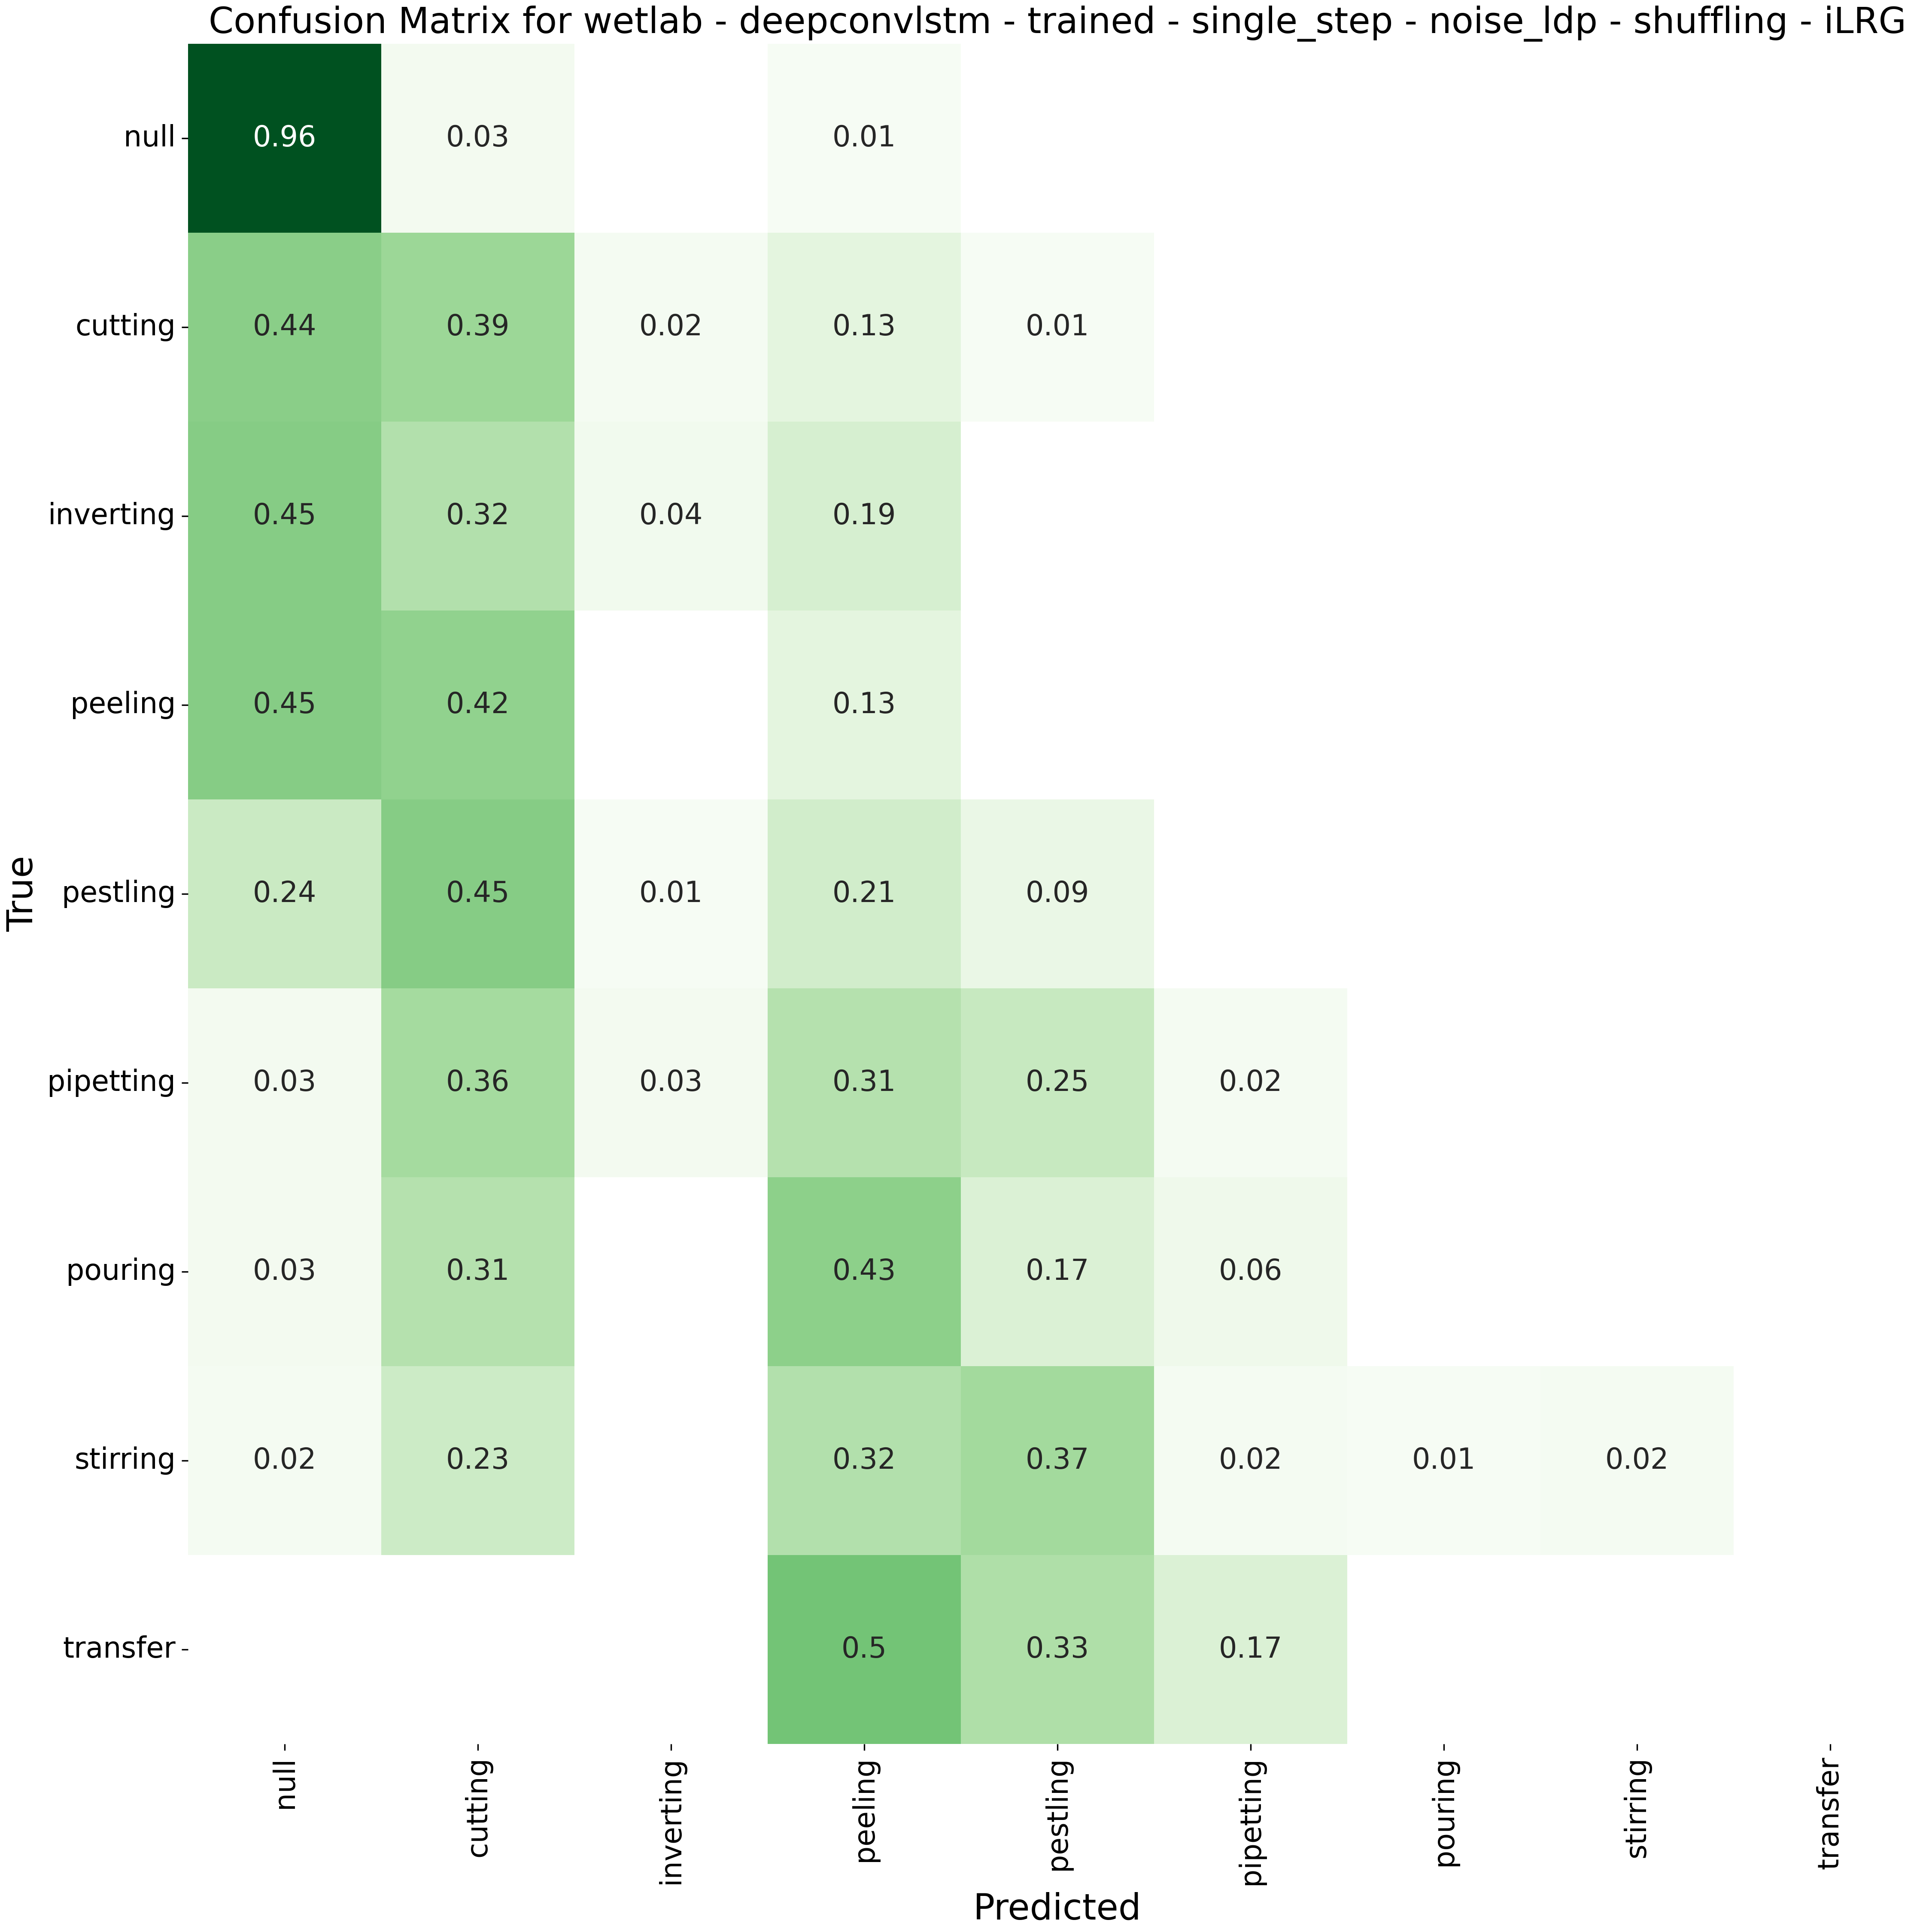 Confusion Matrix for wetlab - deepconvlstm - trained - single_step - noise_ldp - shuffling - iLRG
null 0.96 0.03 0.01
cutting 0.44 0.39 0.02 0.13 0.01
inverting 0.45 0.32 0.04 0.19
peeling 0.45 0.42 0.13
pestling 0.24 0.45 0.01 0.21 0.09
pipetting 0.03 0.36 0.03 0.31 0.25 0.02
pouring 0.03 0.31 0.43 0.17 0.06
stirring 0.02 0.23 0.32 0.37 0.02 0.01 0.02
transfer 0.5 0.33 0.17
True
null cutting inverting peeling pestling pipetting pouring stirring transfer
Predicted